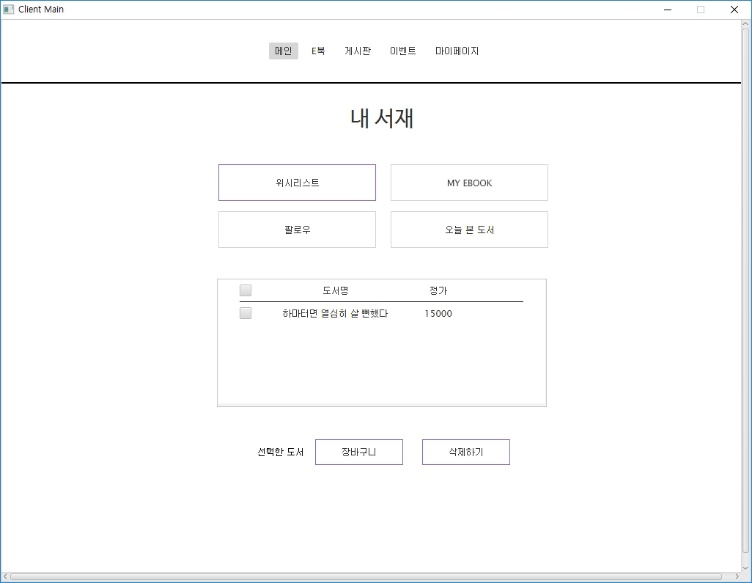 Client Main
메인 E북 게시판 이벤트 마이페이지
내 서재
위시리스트 MY EBOOK
팔로우 오늘 본 도서
도서명 정가
하마터면 열심히 살 뻔했다 15000
선택한 도서 장바구니 삭제하기